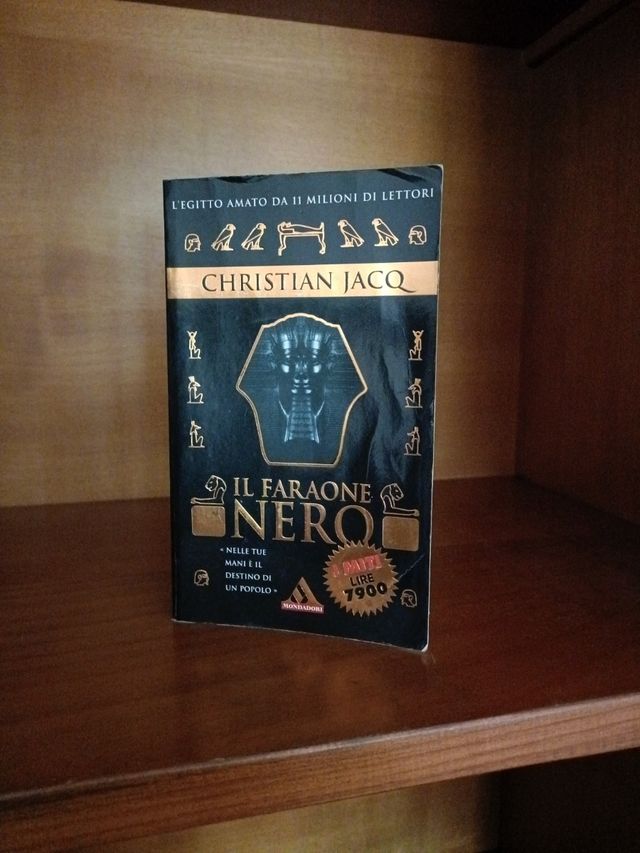 L'EGITTO AMATO DA 11 MILIONI DI LETTORI
CHRISTIAN JACQ
IL FARAONE
NERO
« NELLE TUE
MANI È IL
DESTINO DI
UN POPOLO »
MONDADORI
I MITI
LIRE
7900